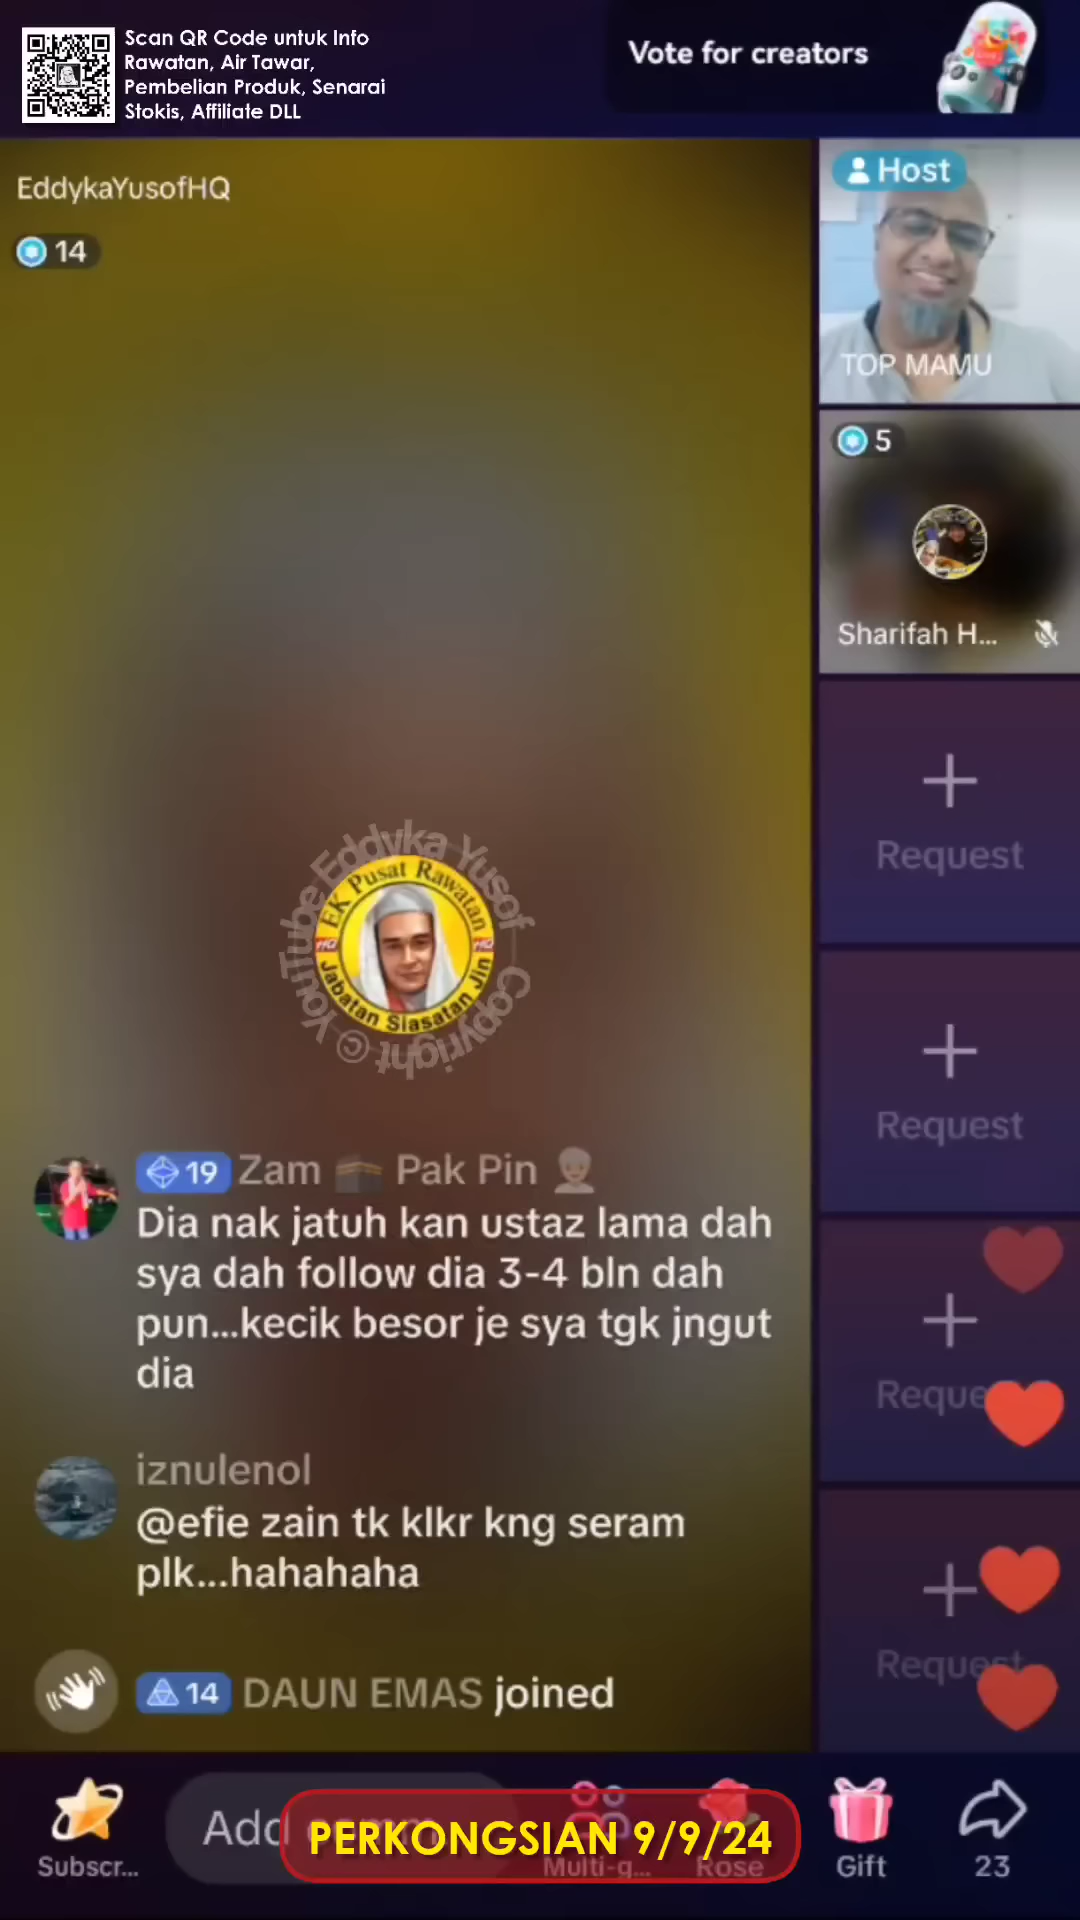 Scan QR Code untuk Info
Rawatan, Air Tawar,
Pembelian Produk, Senarai
Stokis, Affiliate DLL
Vote for creators
EddykaYusofHQ
14
Host
TOP MAMU
5
Sharifah H...
Request
Request
Reque
Request
YouTube Eddyka Yusof
Copyright ©
EK Pusat Rawatan
HQ HQ
Jabatan Siasatan Jin
19 Zam 🕋 Pak Pin 👨🏻‍🦳
Dia nak jatuh kan ustaz lama dah
sya dah follow dia 3-4 bln dah
pun...kecik besor je sya tgk jngut
dia
iznulenol
@efie zain tk klkr kng seram
plk...hahahaha
14 DAUN EMAS joined
Add comm
PERKONGSIAN 9/9/24
Subscr...
Multi-g...
Rose
Gift
23